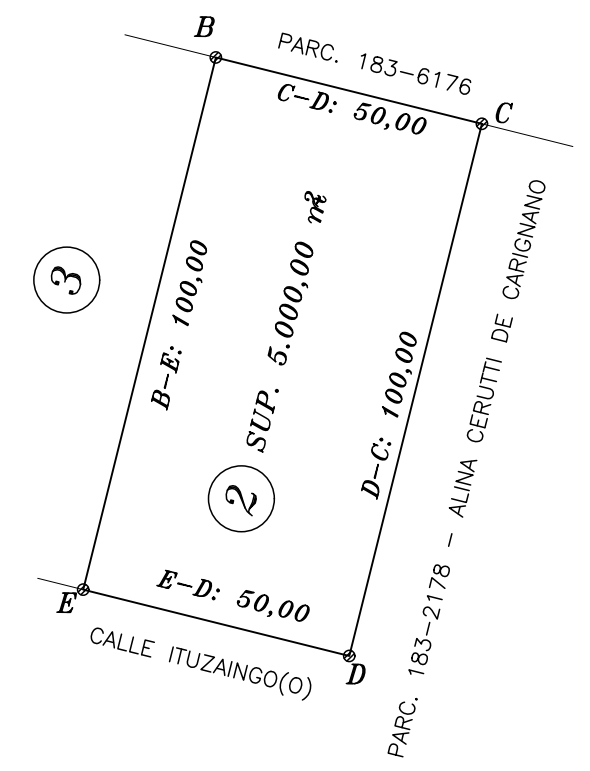 B
PARC. 183-6176
C-D: 50,00
C
3
B-E: 100,00
SUP. 5.000,00 m²
D-C: 100,00
PARC. 183-2178 - ALINA CERUTTI DE CARIGNANO
2
E-D: 50,00
E
CALLE ITUZAINGO(O)
D